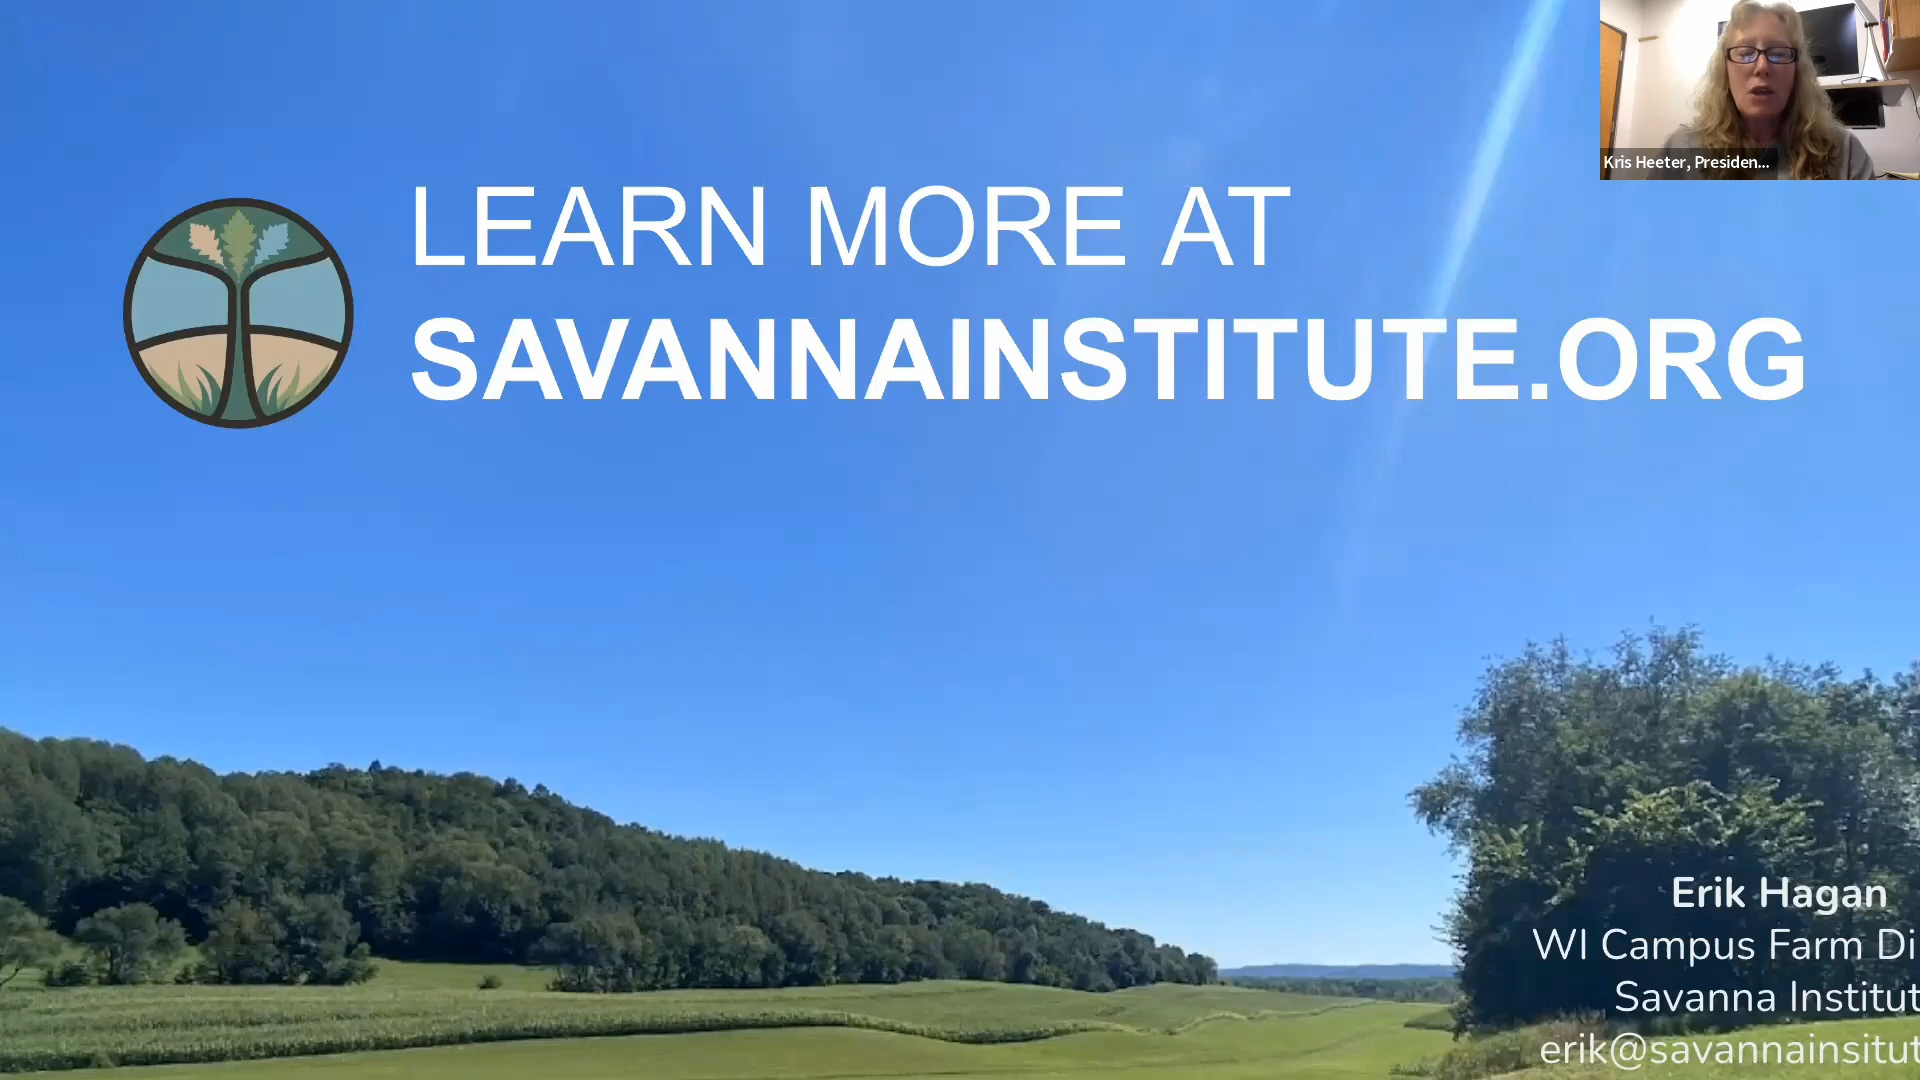 Kris Heeter, Presiden...
LEARN MORE AT
SAVANNAINSTITUTE.ORG
Erik Hagan
WI Campus Farm Di
Savanna Institut
erik@savannainsitut